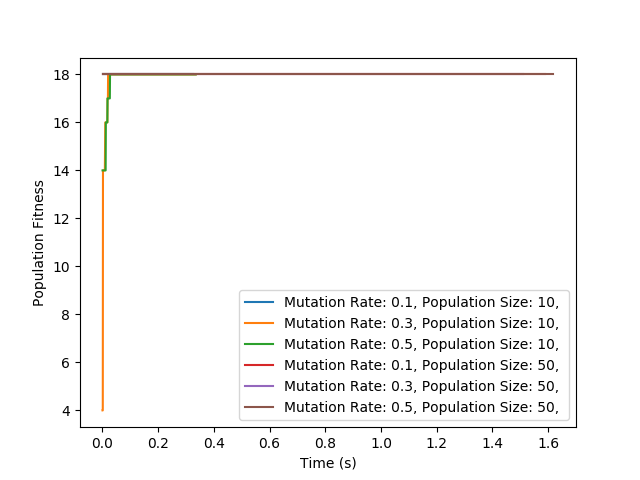 18
16
14
12
10
8
6
4
Population Fitness
Mutation Rate: 0.1, Population Size: 10,
Mutation Rate: 0.3, Population Size: 10,
Mutation Rate: 0.5, Population Size: 10,
Mutation Rate: 0.1, Population Size: 50,
Mutation Rate: 0.3, Population Size: 50,
Mutation Rate: 0.5, Population Size: 50,
0.0 0.2 0.4 0.6 0.8 1.0 1.2 1.4 1.6
Time (s)